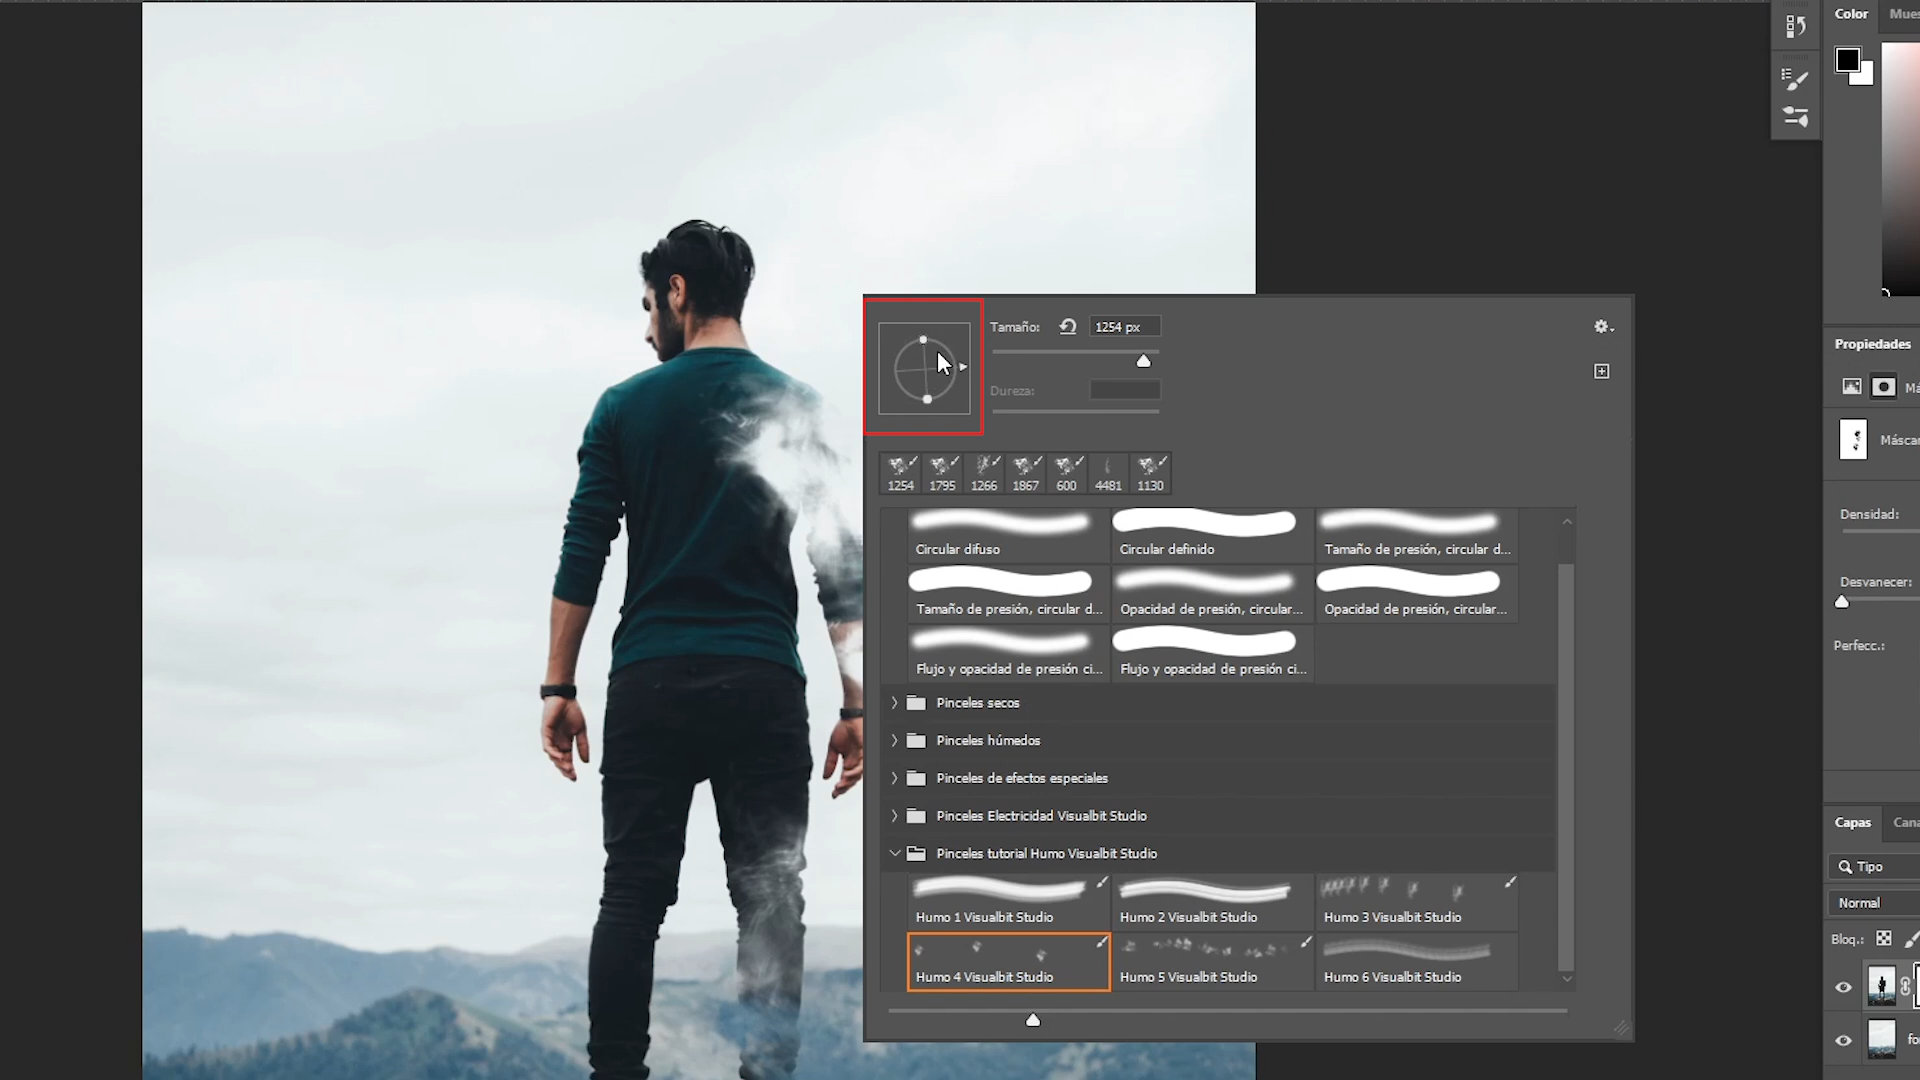 Color Mues
Tamaño: 1254 px
Dureza:
Propiedades
Má
Máscar
1254 1795 1266 1867 600 4481 1130
Densidad:
Circular difuso Circular definido Tamaño de presión, circular d...
Desvanecer:
Tamaño de presión, circular d... Opacidad de presión, circular... Opacidad de presión, circular...
Perfecc.:
Flujo y opacidad de presión ci... Flujo y opacidad de presión ci...
Pinceles secos
Pinceles húmedos
Pinceles de efectos especiales
Pinceles Electricidad Visualbit Studio
Capas Cana
Pinceles tutorial Humo Visualbit Studio
Tipo
Normal
Humo 1 Visualbit Studio Humo 2 Visualbit Studio Humo 3 Visualbit Studio
Bloq.:
Humo 4 Visualbit Studio Humo 5 Visualbit Studio Humo 6 Visualbit Studio
fo